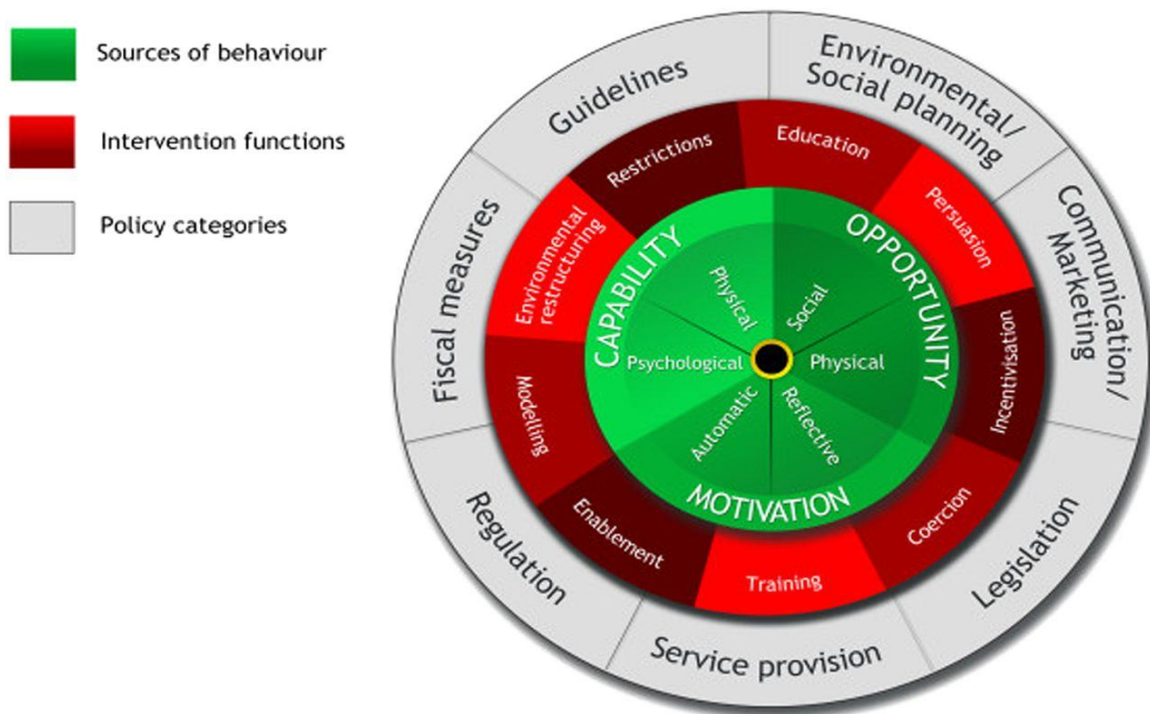 Sources of behaviour
Intervention functions
Policy categories
Guidelines
Environmental/
Social planning
Communication/
Marketing
Legislation
Service provision
Regulation
Fiscal measures
Restrictions
Education
Persuasion
Incentivisation
Coercion
Training
Enablement
Modelling
Environmental
restructuring
CAPABILITY
OPPORTUNITY
MOTIVATION
Physical
Social
Psychological
Physical
Automatic
Reflective